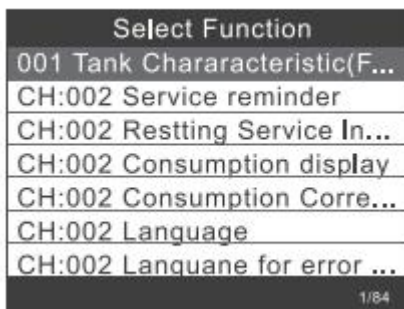 Select Function
001 Tank Chararacteristic(F...
CH:002 Service reminder
CH:002 Restting Service In...
CH:002 Consumption display
CH:002 Consumption Corre...
CH:002 Language
CH:002 Languane for error ...
1/84